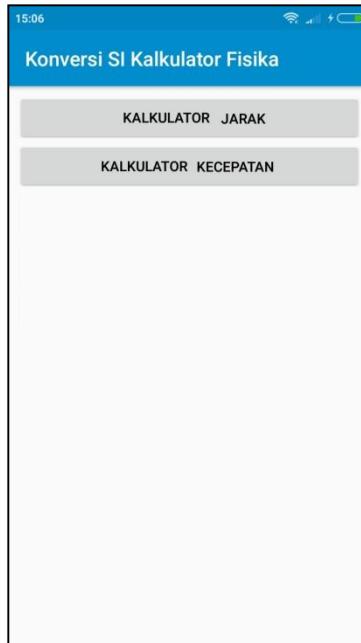 15:06
Konversi SI Kalkulator Fisika
KALKULATOR JARAK
KALKULATOR KECEPATAN